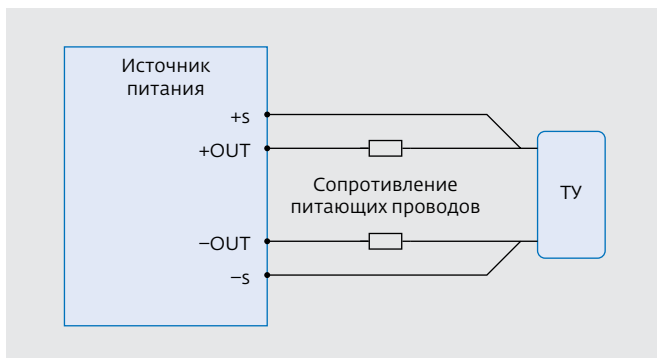 Источник
питания
+s
+OUT
Сопротивление
питающих проводов
ТУ
−OUT
−s